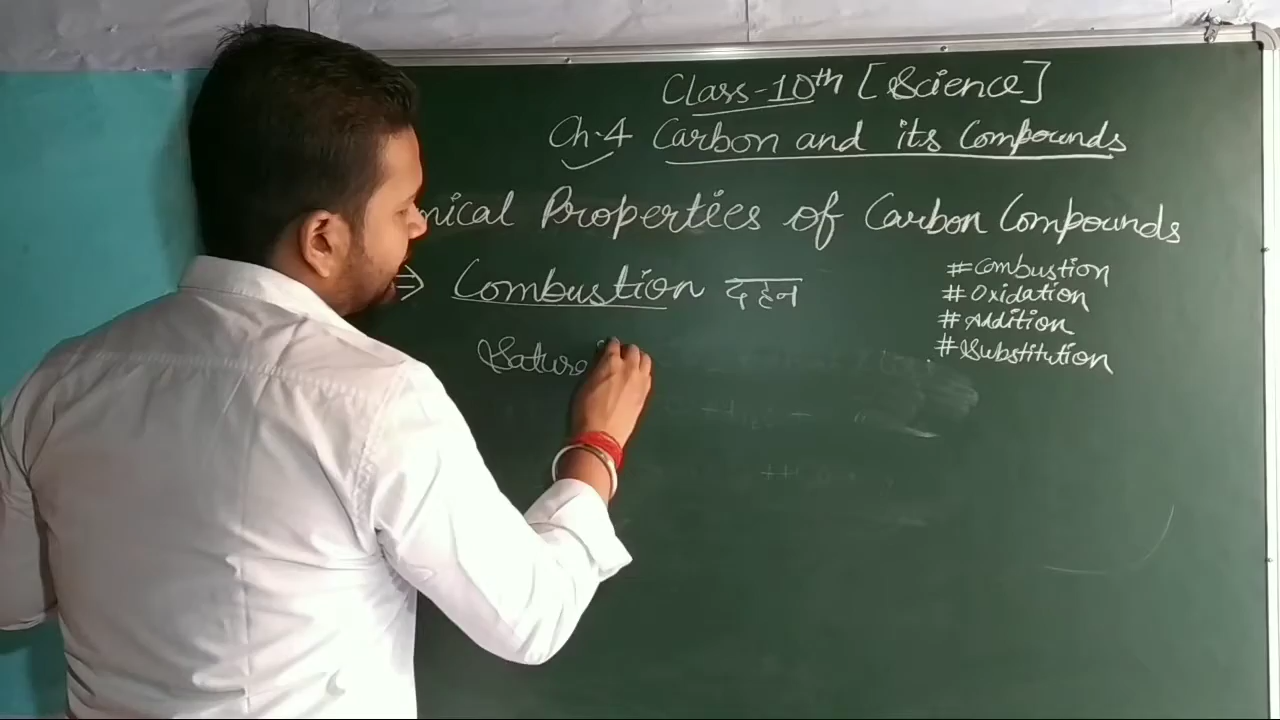 Class-10th [Science]
Ch-4 Carbon and its Compounds
mical Properties of Carbon Compounds
⇒ Combustion दहन
#Combustion
#Oxidation
#Addition
#Substitution
Sature